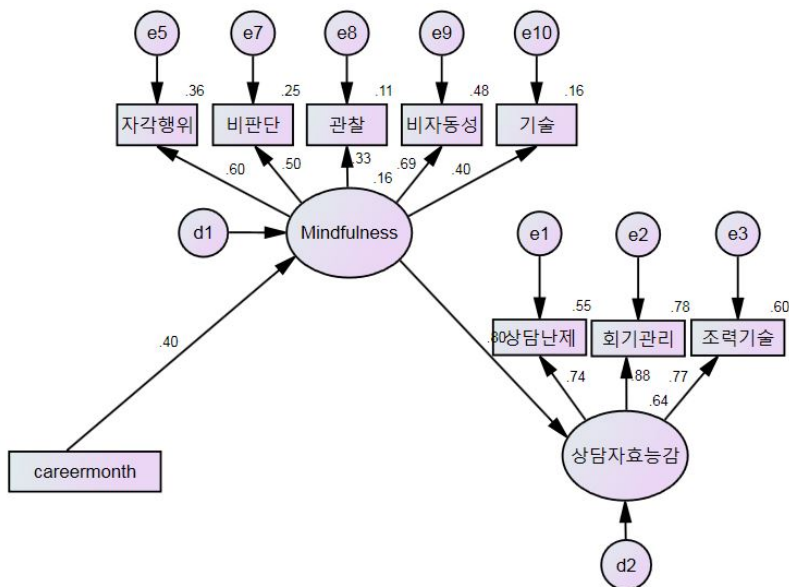 e5 e7 e8 e9 e10
.36 .25 .11 .48 .16
자각행위 비판단 관찰 비자동성 기술
.60 .50 .33 .69 .40
.16
d1 Mindfulness
e1 e2 e3
.55 .78 .60
.80 상담난제 회기관리 조력기술
.40
.74 .88 .77
.64
상담자효능감
careermonth
d2